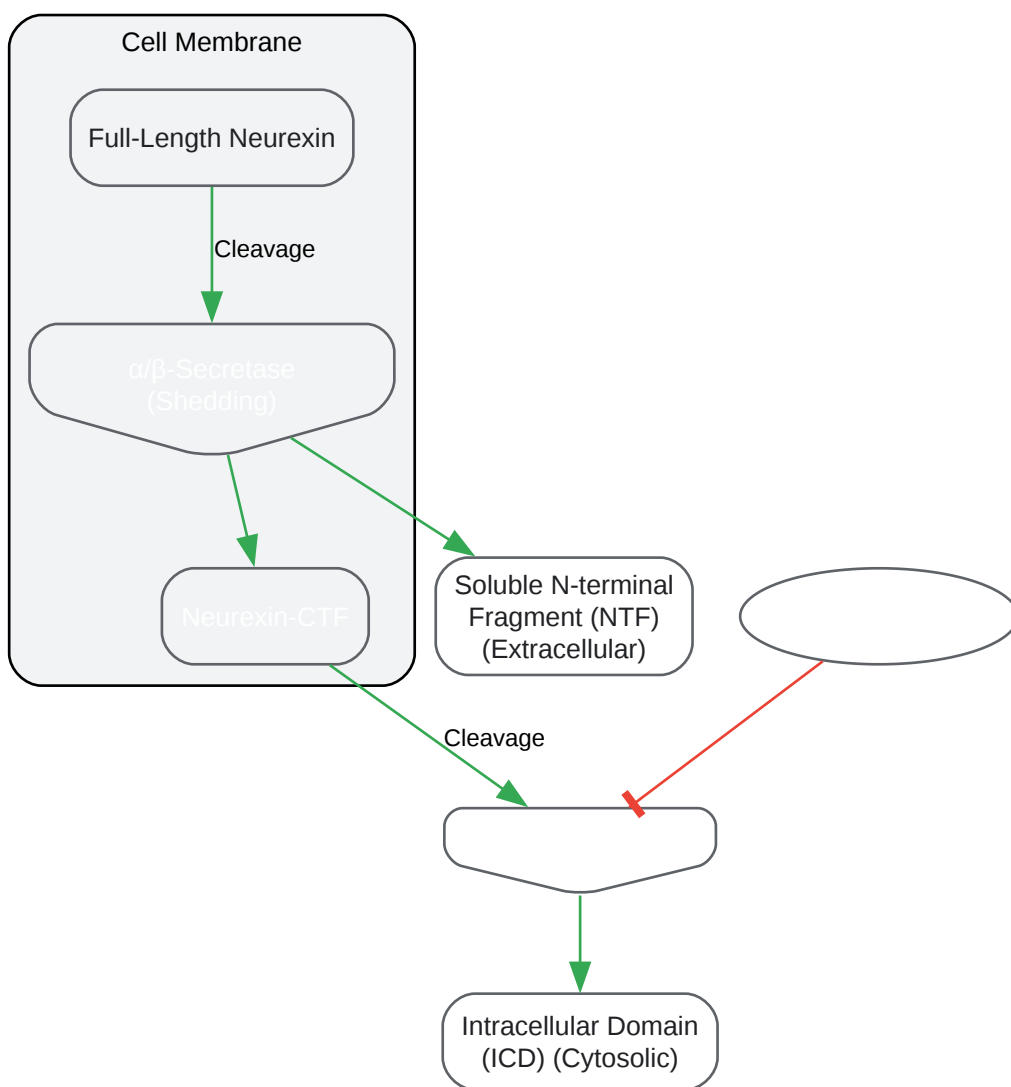 Cell Membrane
Full-Length Neurexin
Cleavage
α/β-Secretase
(Shedding)
Neurexin-CTF
Soluble N-terminal
Fragment (NTF)
(Extracellular)
Cleavage
Intracellular Domain
(ICD) (Cytosolic)